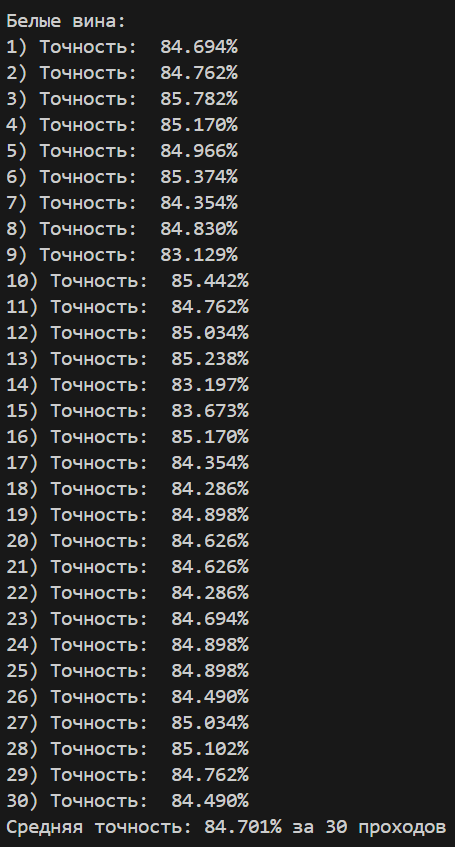 Белые вина:
1) Точность:  84.694%
2) Точность:  84.762%
3) Точность:  85.782%
4) Точность:  85.170%
5) Точность:  84.966%
6) Точность:  85.374%
7) Точность:  84.354%
8) Точность:  84.830%
9) Точность:  83.129%
10) Точность:  85.442%
11) Точность:  84.762%
12) Точность:  85.034%
13) Точность:  85.238%
14) Точность:  83.197%
15) Точность:  83.673%
16) Точность:  85.170%
17) Точность:  84.354%
18) Точность:  84.286%
19) Точность:  84.898%
20) Точность:  84.626%
21) Точность:  84.626%
22) Точность:  84.286%
23) Точность:  84.694%
24) Точность:  84.898%
25) Точность:  84.898%
26) Точность:  84.490%
27) Точность:  85.034%
28) Точность:  85.102%
29) Точность:  84.762%
30) Точность:  84.490%
Средняя точность: 84.701% за 30 проходов